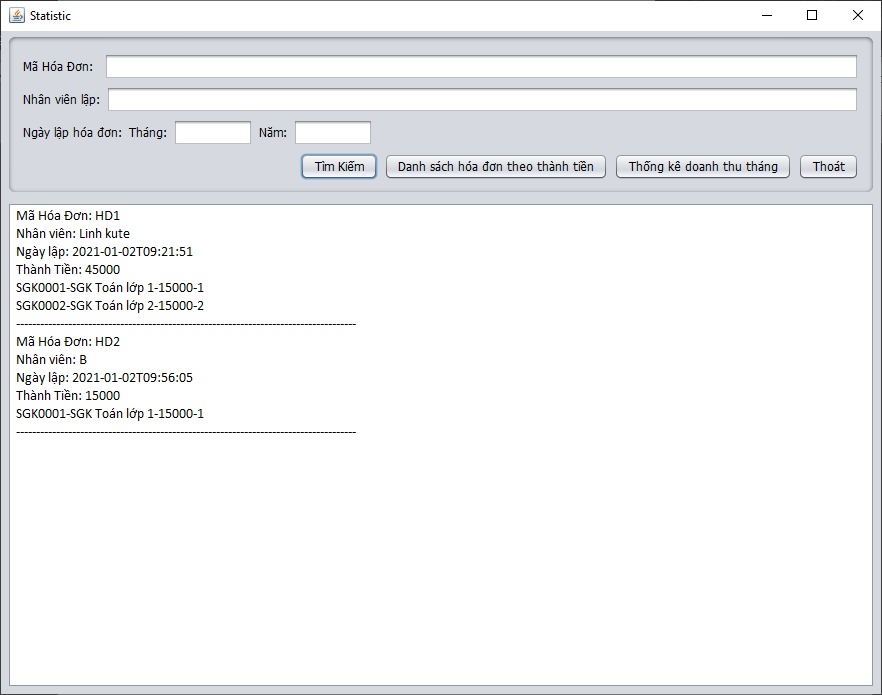 Statistic
Mã Hóa Đơn:
Nhân viên lập:
Ngày lập hóa đơn: Tháng: Năm:
Tìm Kiếm Danh sách hóa đơn theo thành tiền Thống kê doanh thu tháng Thoát
Mã Hóa Đơn: HD1
Nhân viên: Linh kute
Ngày lập: 2021-01-02T09:21:51
Thành Tiền: 45000
SGK0001-SGK Toán lớp 1-15000-1
SGK0002-SGK Toán lớp 2-15000-2
-------------------------------------------------------------------------------------
Mã Hóa Đơn: HD2
Nhân viên: B
Ngày lập: 2021-01-02T09:56:05
Thành Tiền: 15000
SGK0001-SGK Toán lớp 1-15000-1
-------------------------------------------------------------------------------------